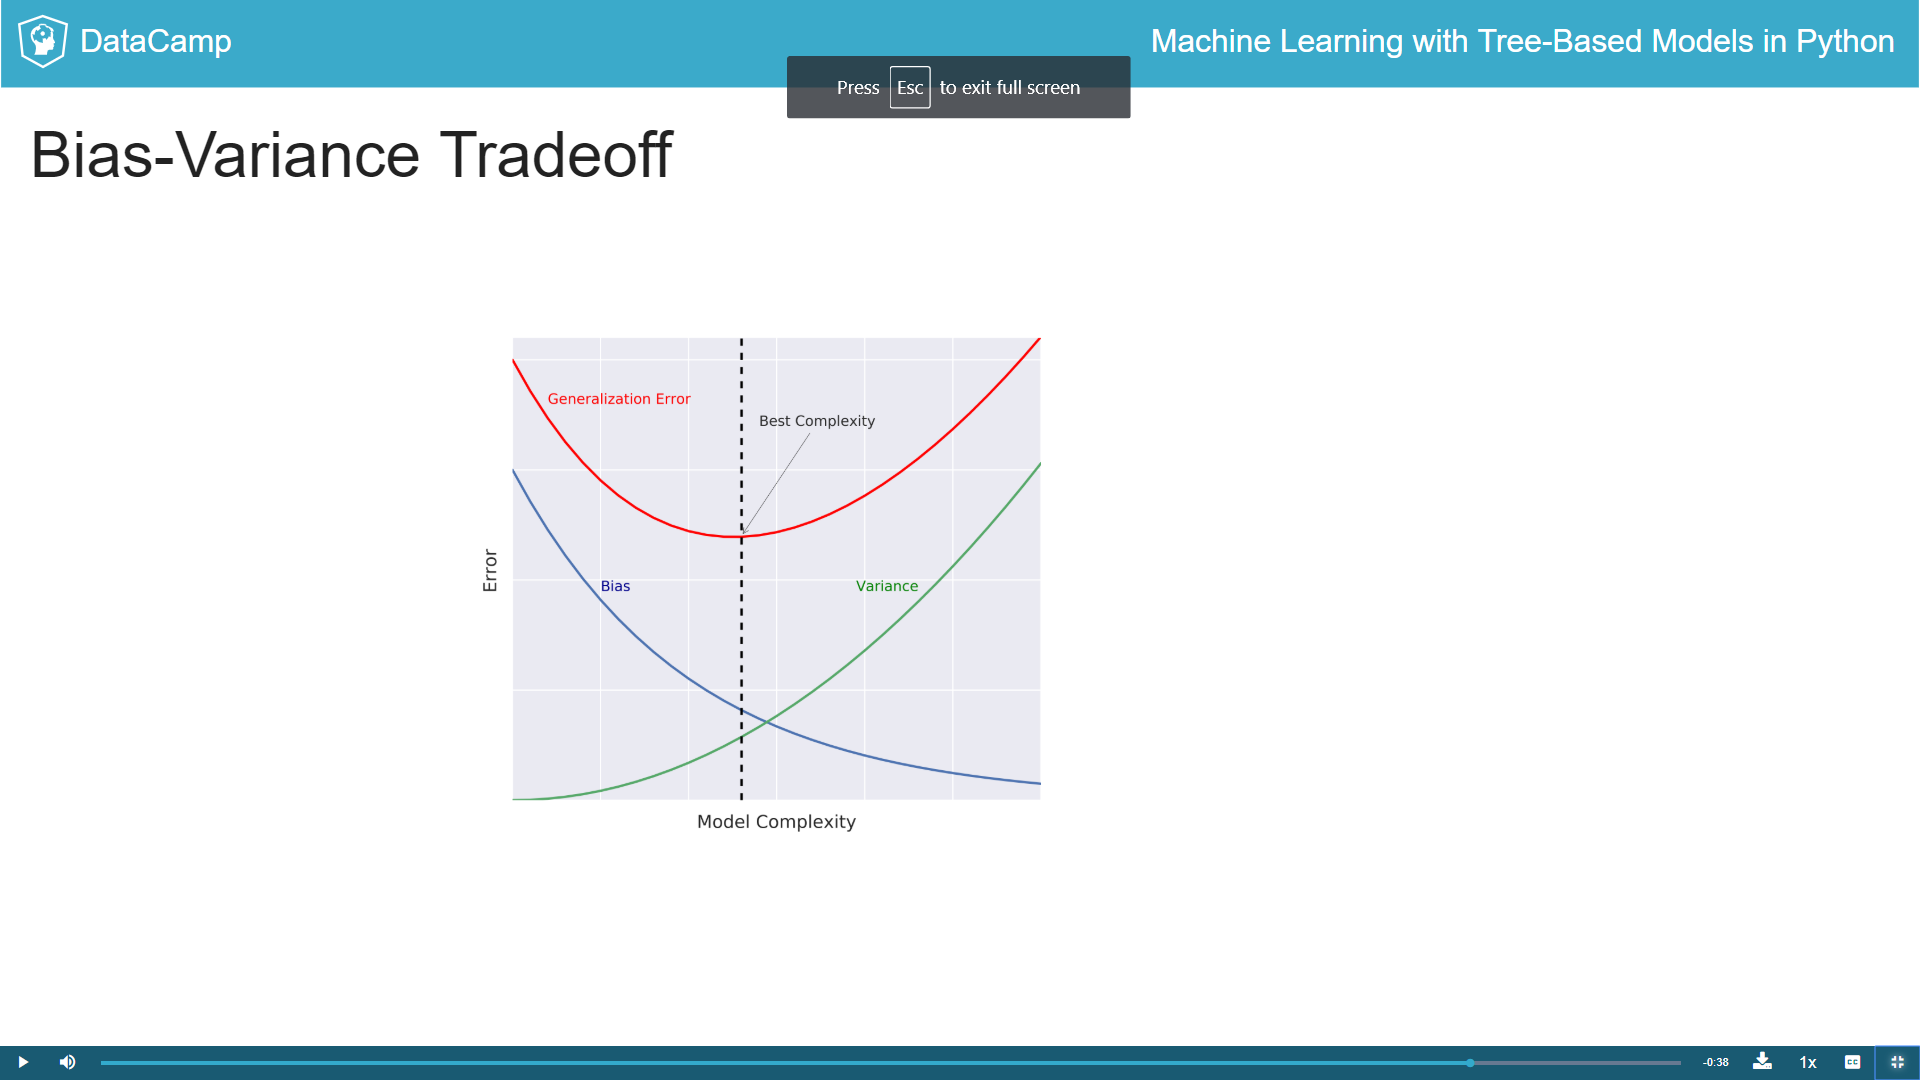 DataCamp
Machine Learning with Tree-Based Models in Python
Press Esc to exit full screen
Bias-Variance Tradeoff
Generalization Error
Best Complexity
Error
Bias
Variance
Model Complexity
-0:38
1x
CC